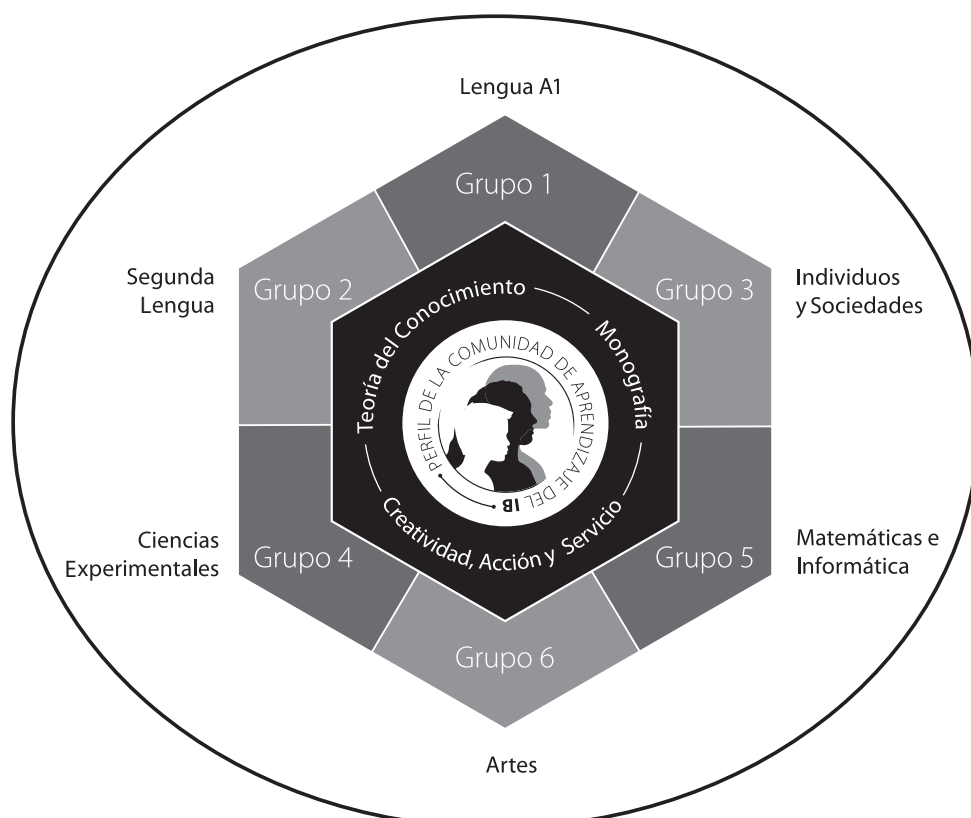 Lengua A1
Grupo 1
Segunda
Lengua
Grupo 2
Grupo 3
Individuos
y Sociedades
Teoría del Conocimiento
Monografía
PERFIL DE LA COMUNIDAD DE APRENDIZAJE DEL IB
Creatividad, Acción y Servicio
Ciencias
Experimentales
Grupo 4
Grupo 5
Matemáticas e
Informática
Grupo 6
Artes